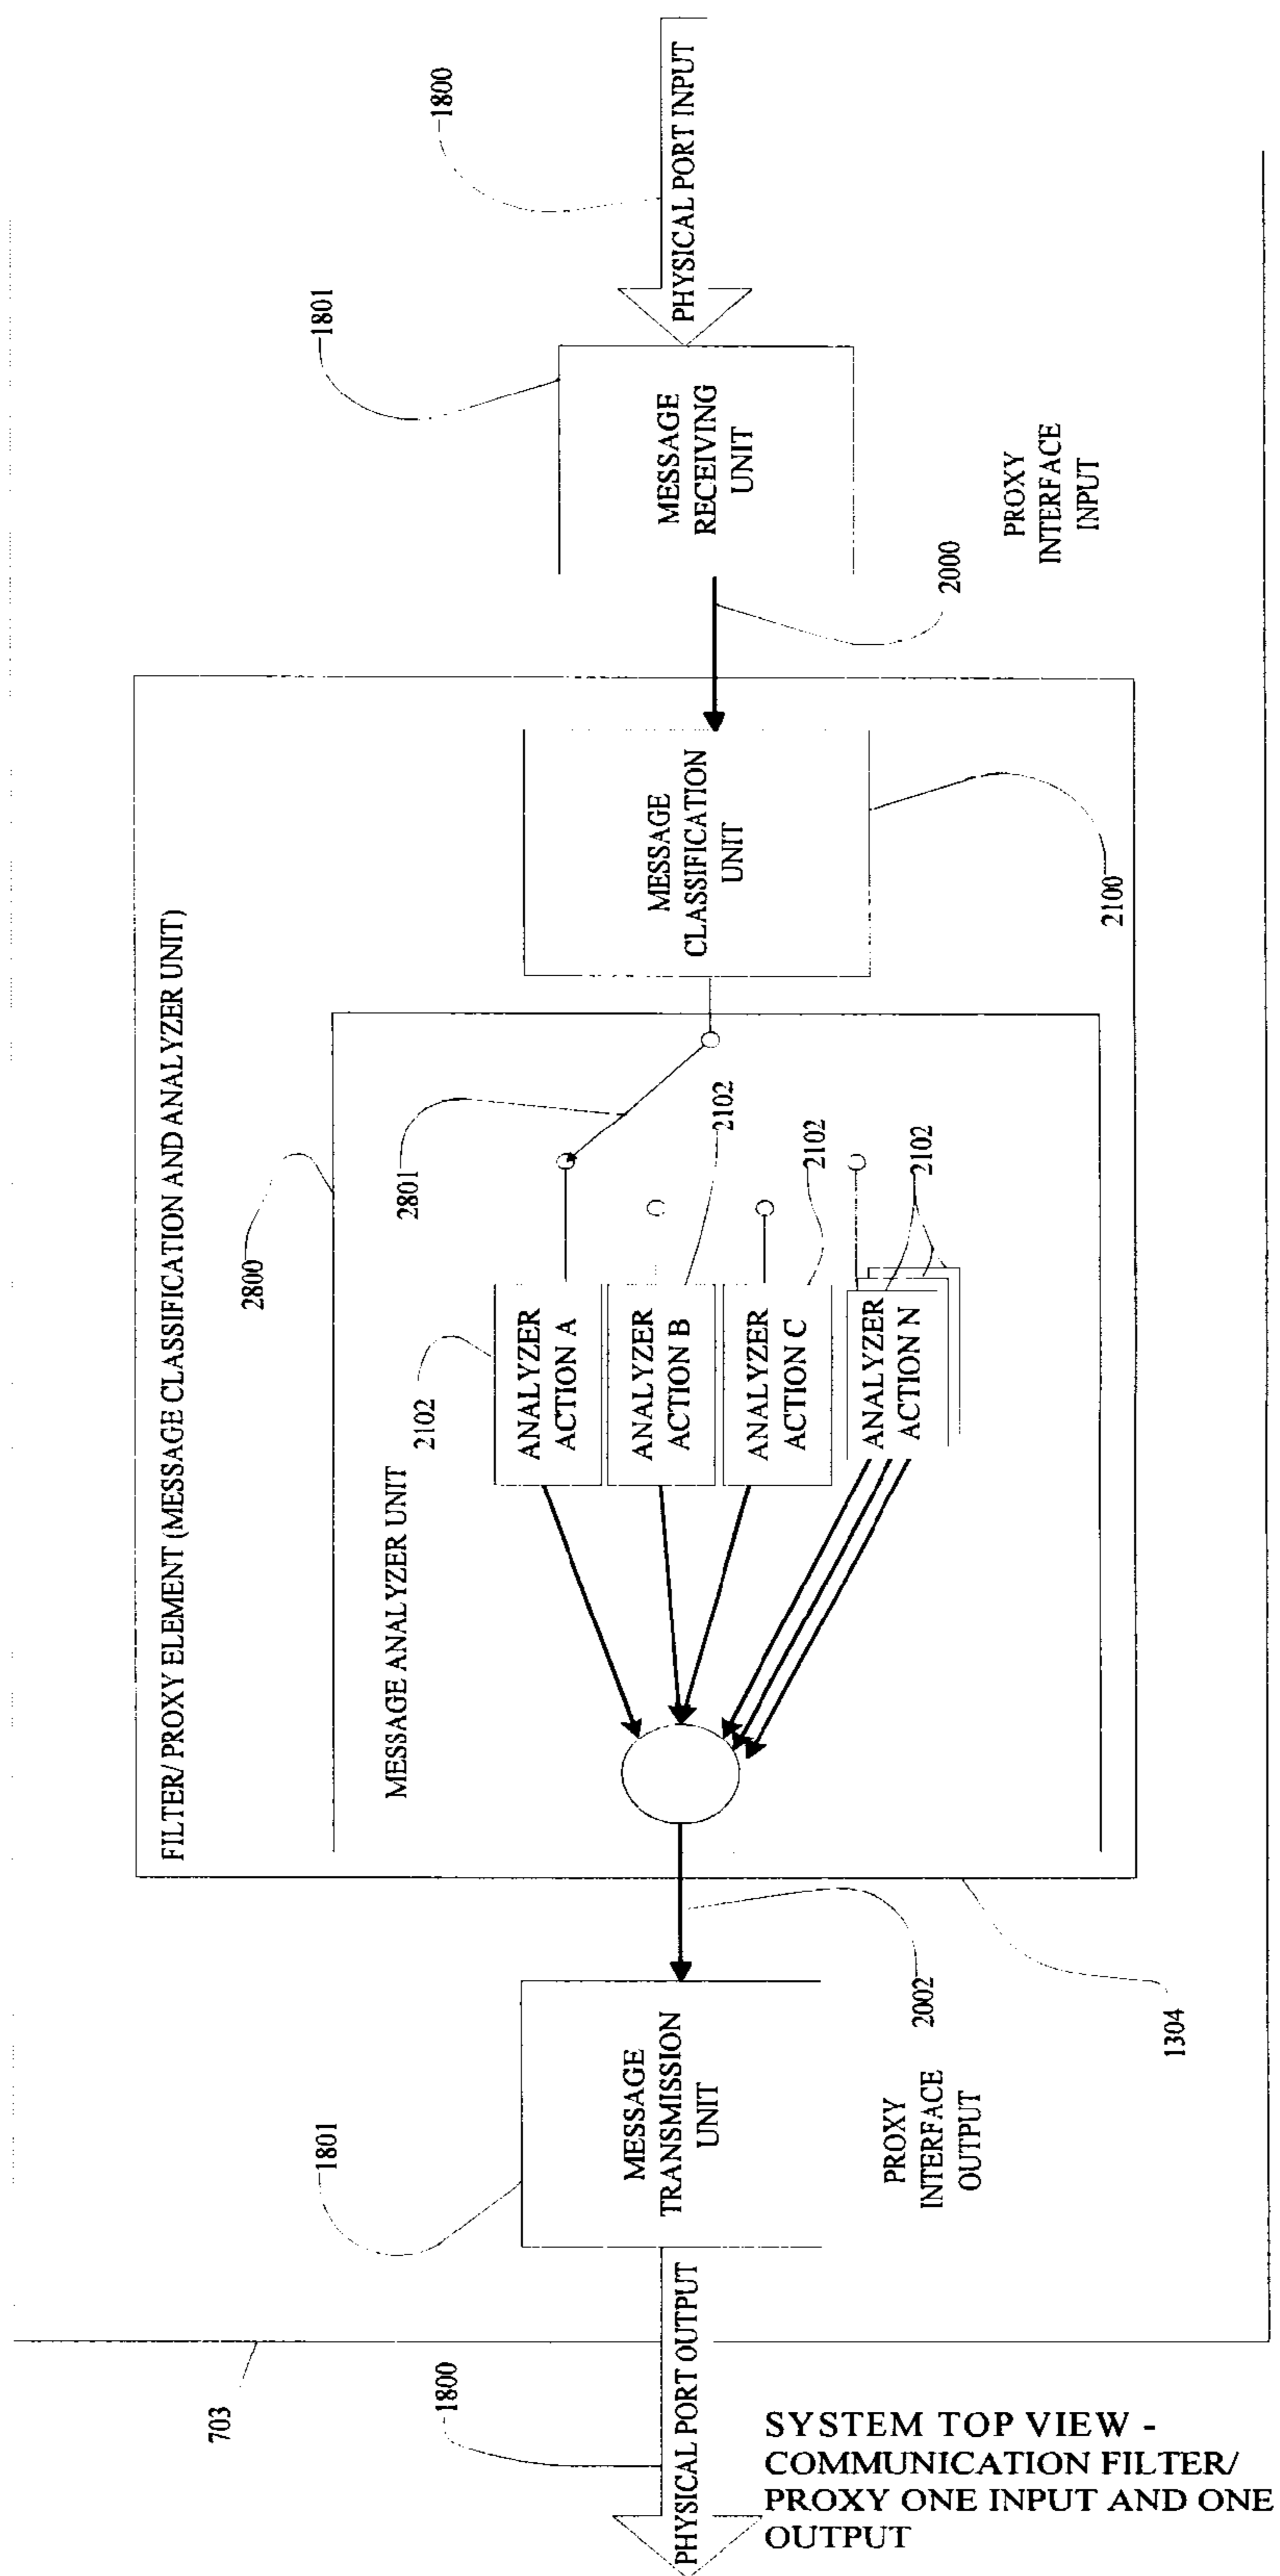 1800
PHYSICAL PORT INPUT
1801
MESSAGE
RECEIVING
UNIT
PROXY
INTERFACE
INPUT
2000
FILTER/ PROXY ELEMENT (MESSAGE CLASSIFICATION AND ANALYZER UNIT)
MESSAGE
CLASSIFICATION
UNIT
2100
2800
MESSAGE ANALYZER UNIT
2801
2102
2102
2102
2102
ANALYZER
ACTION A
ANALYZER
ACTION B
ANALYZER
ACTION C
ANALYZER
ACTION N
2002
1304
1801
MESSAGE
TRANSMISSION
UNIT
PROXY
INTERFACE
OUTPUT
703
1800
PHYSICAL PORT OUTPUT
SYSTEM TOP VIEW -
COMMUNICATION FILTER/
PROXY ONE INPUT AND ONE
OUTPUT